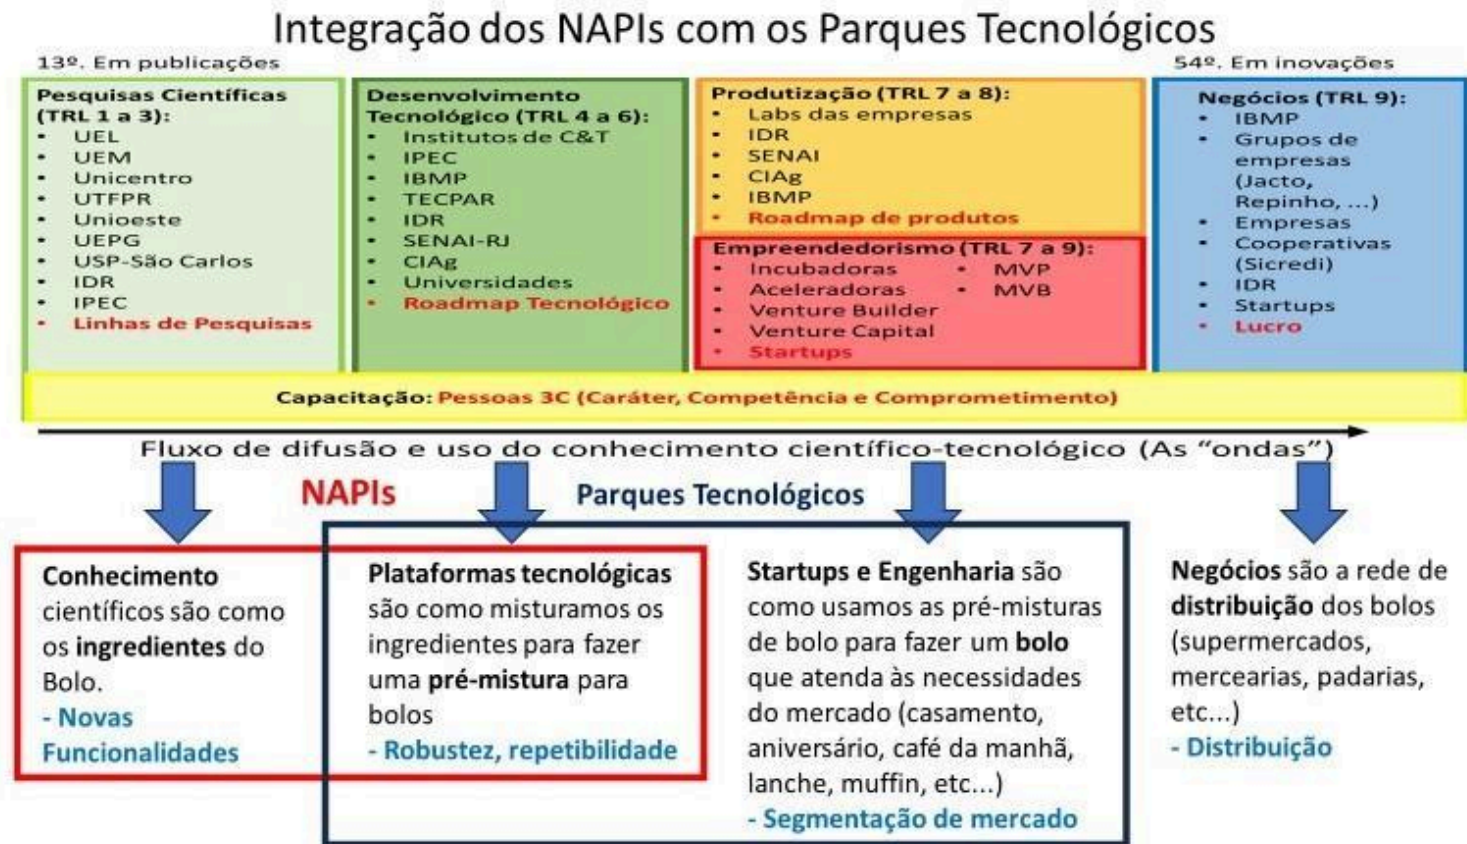 Integração dos NAPIs com os Parques Tecnológicos
13º. Em publicações
54º. Em inovações
Pesquisas Científicas
(TRL 1 a 3):
• UEL
• UEM
• Unicentro
• UTFPR
• Unioeste
• UEPG
• USP-São Carlos
• IDR
• IPEC
• Linhas de Pesquisas
Desenvolvimento
Tecnológico (TRL 4 a 6):
• Institutos de C&T
• IPEC
• IBMP
• TECPAR
• IDR
• SENAI-RJ
• CIAg
• Universidades
• Roadmap Tecnológico
Produtização (TRL 7 a 8):
• Labs das empresas
• IDR
• SENAI
• CIAg
• IBMP
• Roadmap de produtos
Empreendedorismo (TRL 7 a 9):
• Incubadoras
• Aceleradoras
• Venture Builder
• Venture Capital
• Startups
• MVP
• MVB
Negócios (TRL 9):
• IBMP
• Grupos de
empresas
(Jacto,
Repinho, ...)
• Empresas
• Cooperativas
(Sicredi)
• IDR
• Startups
• Lucro
Capacitação: Pessoas 3C (Caráter, Competência e Comprometimento)
Fluxo de difusão e uso do conhecimento científico-tecnológico (As “ondas”)
NAPIs
Parques Tecnológicos
Conhecimento
científicos são como
os ingredientes do
Bolo.
- Novas
Funcionalidades
Plataformas tecnológicas
são como misturamos os
ingredientes para fazer
uma pré-mistura para
bolos
- Robustez, repetibilidade
Startups e Engenharia são
como usamos as pré-misturas
de bolo para fazer um bolo
que atenda às necessidades
do mercado (casamento,
aniversário, café da manhã,
lanche, muffin, etc...)
- Segmentação de mercado
Negócios são a rede de
distribuição dos bolos
(supermercados,
mercearias, padarias,
etc...)
- Distribuição